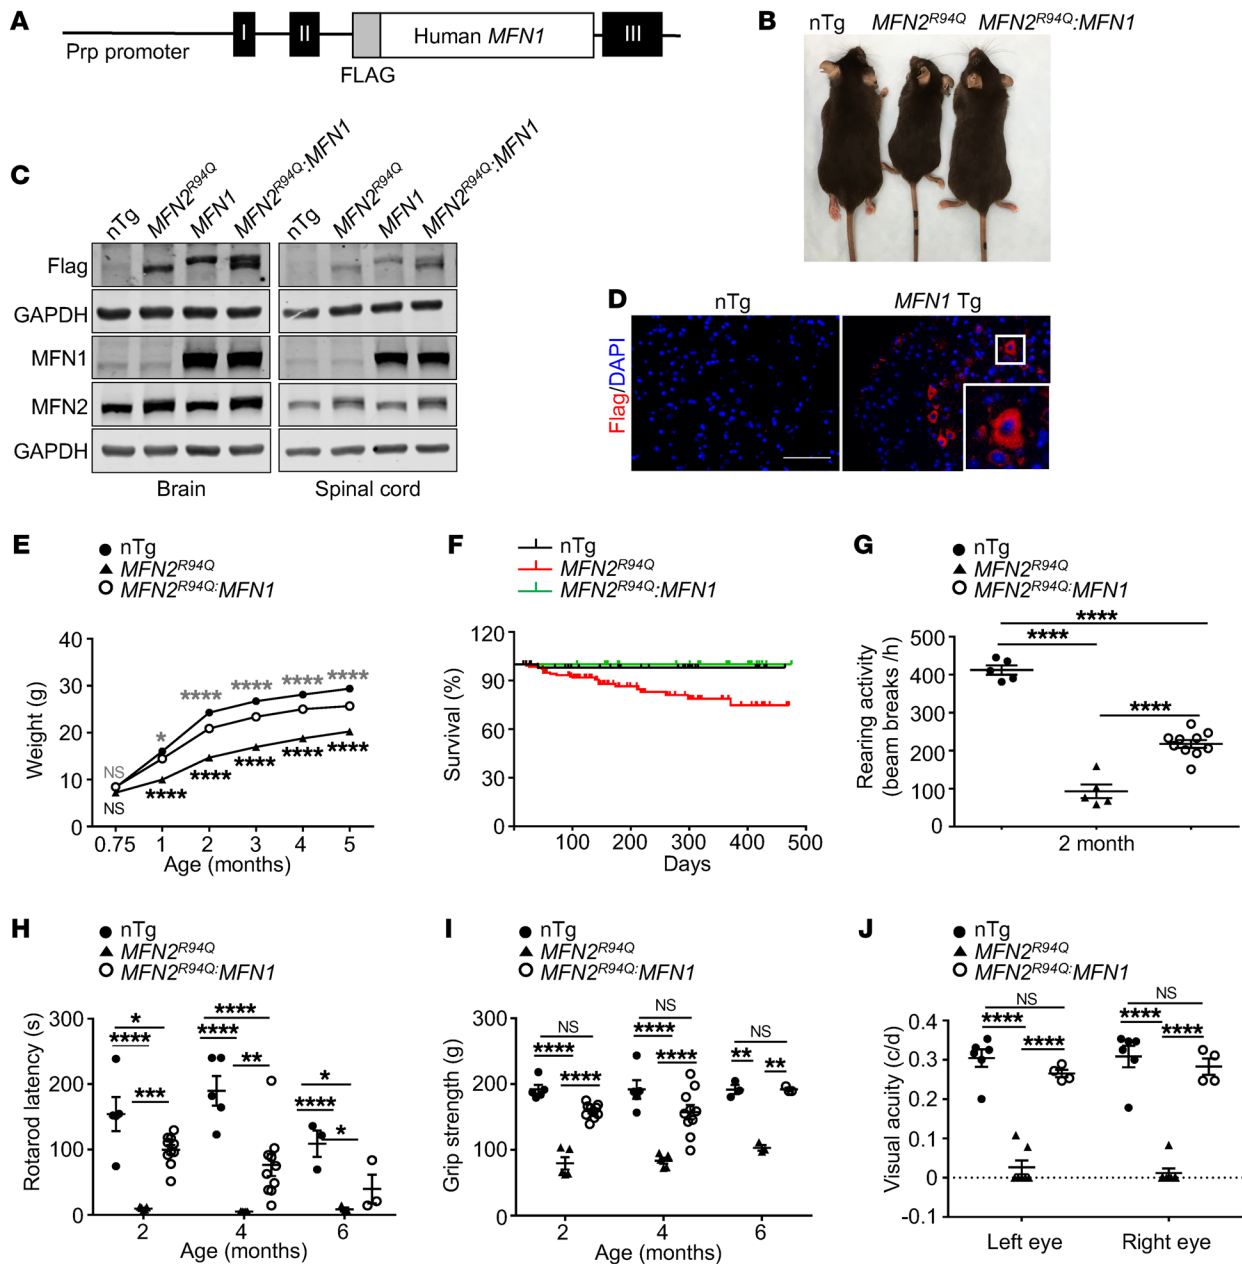 A
Prp promoter
I
II
FLAG
Human MFN1
III
B
nTg MFN2R94Q MFN2R94Q:MFN1
C
nTg MFN2R94Q MFN1 MFN2R94Q:MFN1 nTg MFN2R94Q MFN1 MFN2R94Q:MFN1
Flag
GAPDH
MFN1
MFN2
GAPDH
Brain Spinal cord
D
nTg MFN1 Tg
Flag/DAPI
E
nTg
MFN2R94Q
MFN2R94Q:MFN1
Weight (g)
40
30
20
10
0
NS * **** **** **** ****
NS **** **** **** **** ****
0.75 1 2 3 4 5
Age (months)
F
nTg
MFN2R94Q
MFN2R94Q:MFN1
Survival (%)
120
90
60
30
0
100 200 300 400 500
Days
G
nTg
MFN2R94Q
MFN2R94Q:MFN1
Rearing activity
(beam breaks /h)
500
400
300
200
100
0
****
****
****
2 month
H
nTg
MFN2R94Q
MFN2R94Q:MFN1
Rotarod latency (s)
300
200
100
0
* **** ***
**** **** **
* **** *
2 4 6
Age (months)
I
nTg
MFN2R94Q
MFN2R94Q:MFN1
Grip strength (g)
300
200
100
0
NS **** ****
NS **** ****
NS ** **
2 4 6
Age (months)
J
nTg
MFN2R94Q
MFN2R94Q:MFN1
Visual acuity (c/d)
0.4
0.3
0.2
0.1
0
-0.1
NS **** ****
NS **** ****
Left eye Right eye